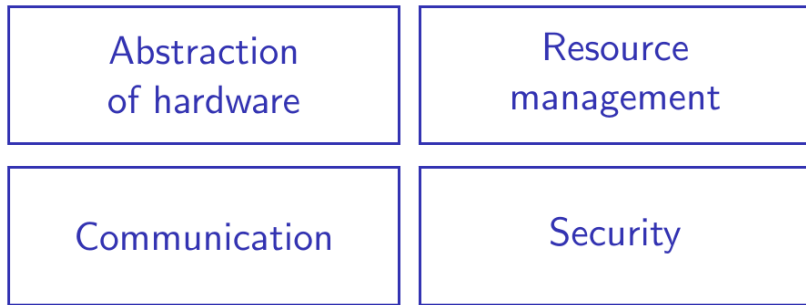 Abstraction
of hardware
Resource
management
Communication
Security